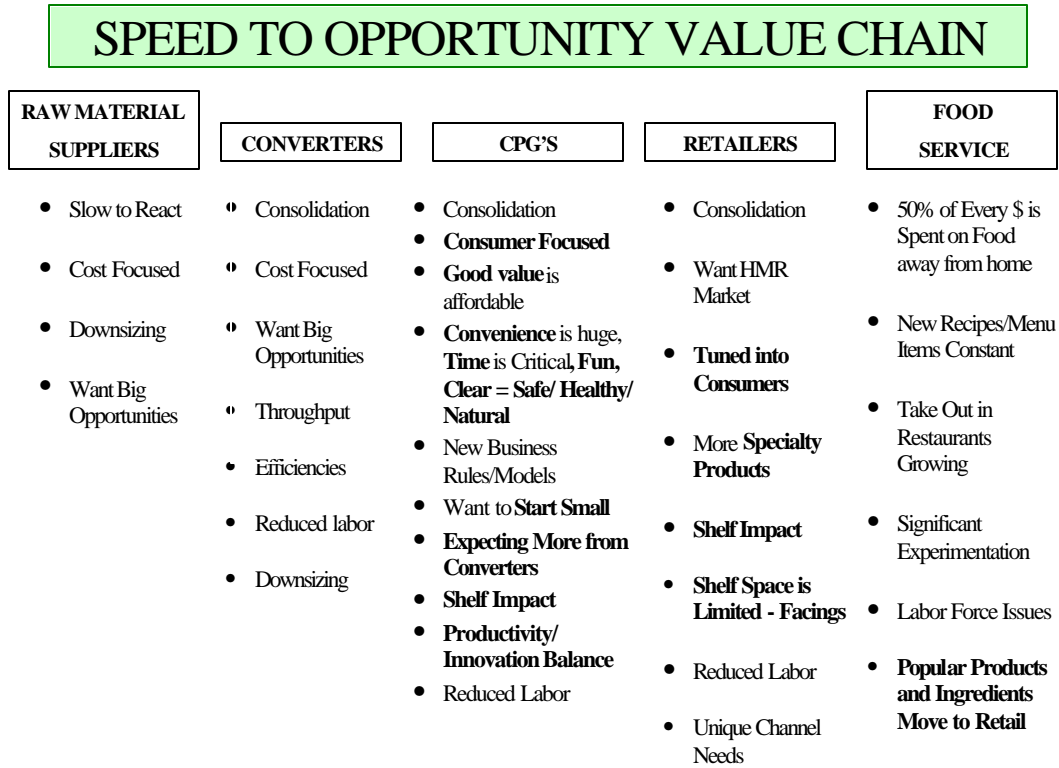 SPEED TO OPPORTUNITY VALUE CHAIN
RAW MATERIAL
SUPPLIERS
• Slow to React
• Cost Focused
• Downsizing
• Want Big
Opportunities
CONVERTERS
• Consolidation
• Cost Focused
• Want Big
Opportunities
• Throughput
• Efficiencies
• Reduced labor
• Downsizing
CPG'S
• Consolidation
• Consumer Focused
• Good value is
affordable
• Convenience is huge,
Time is Critical, Fun,
Clear = Safe/ Healthy/
Natural
• New Business
Rules/Models
• Want to Start Small
• Expecting More from
Converters
• Shelf Impact
• Productivity/
Innovation Balance
• Reduced Labor
RETAILERS
• Consolidation
• Want HMR
Market
• Tuned into
Consumers
• More Specialty
Products
• Shelf Impact
• Shelf Space is
Limited - Facings
• Reduced Labor
• Unique Channel
Needs
FOOD
SERVICE
• 50% of Every $ is
Spent on Food
away from home
• New Recipes/Menu
Items Constant
• Take Out in
Restaurants
Growing
• Significant
Experimentation
• Labor Force Issues
• Popular Products
and Ingredients
Move to Retail